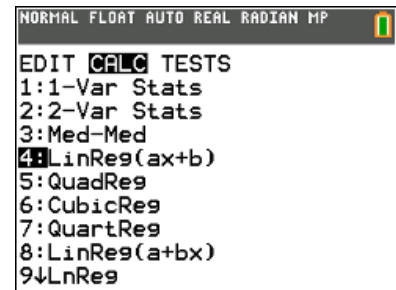 NORMAL FLOAT AUTO REAL RADIAN MP
EDIT CALC TESTS
1:1-Var Stats
2:2-Var Stats
3:Med-Med
4:LinReg(ax+b)
5:QuadReg
6:CubicReg
7:QuartReg
8:LinReg(a+bx)
9↓LnReg